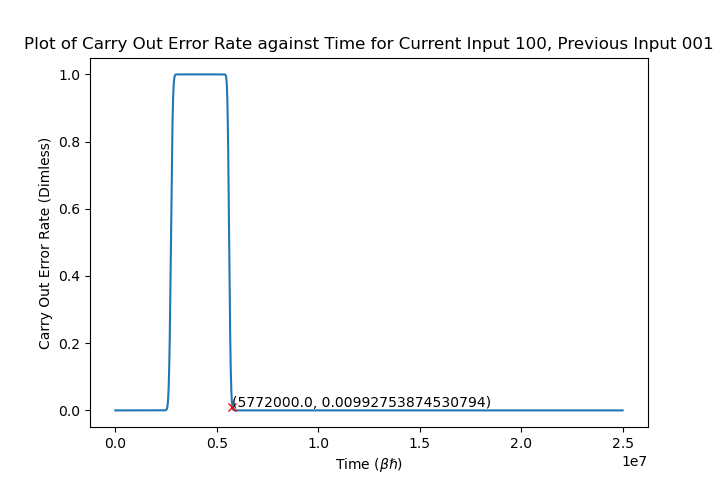 Plot of Carry Out Error Rate against Time for Current Input 100, Previous Input 001
Carry Out Error Rate (Dimless)
1.0
0.8
0.6
0.4
0.2
0.0
(5772000.0, 0.00992753874530794)
0.0 0.5 1.0 1.5 2.0 2.5
1e7
Time (βℏ)